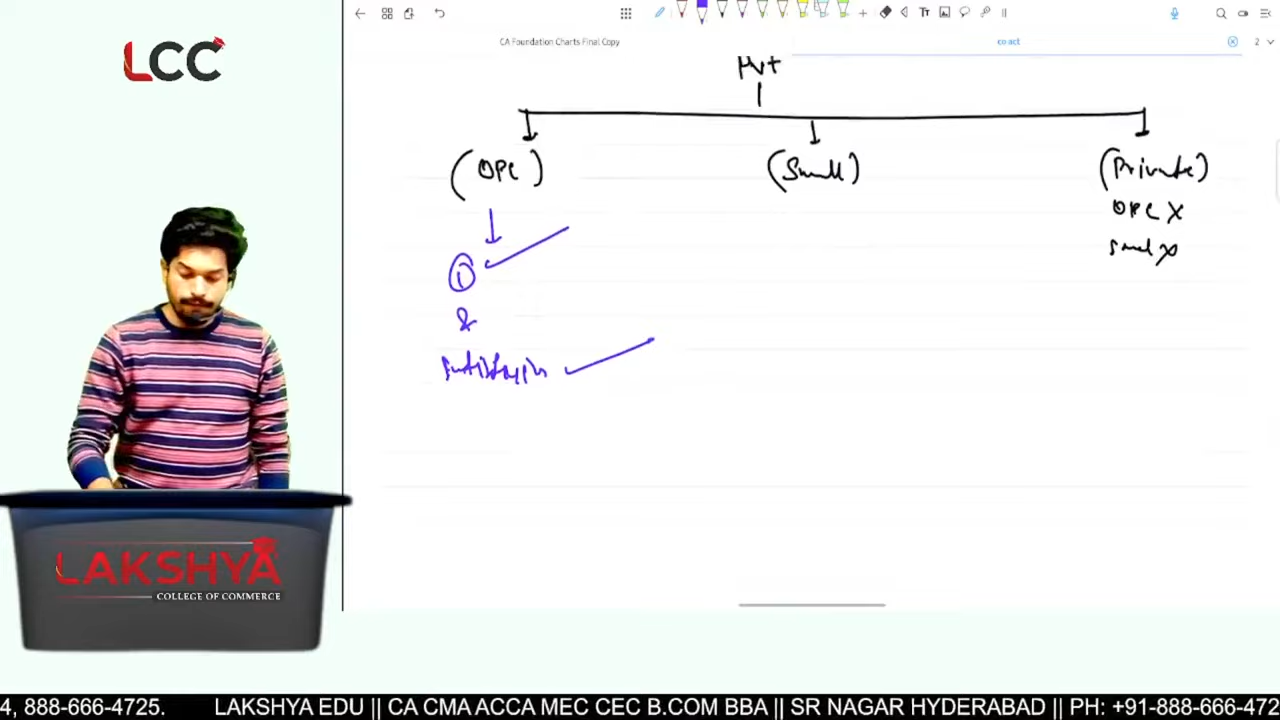 LCC
CA Foundation Charts Final Copy
co act
2
Pvt
(OPC)
(Small)
(Private)
OPC X
Small X
①
&
LAKSHYA
COLLEGE OF COMMERCE
4, 888-666-4725. LAKSHYA EDU || CA CMA ACCA MEC CEC B.COM BBA || SR NAGAR HYDERABAD || PH: +91-888-666-472